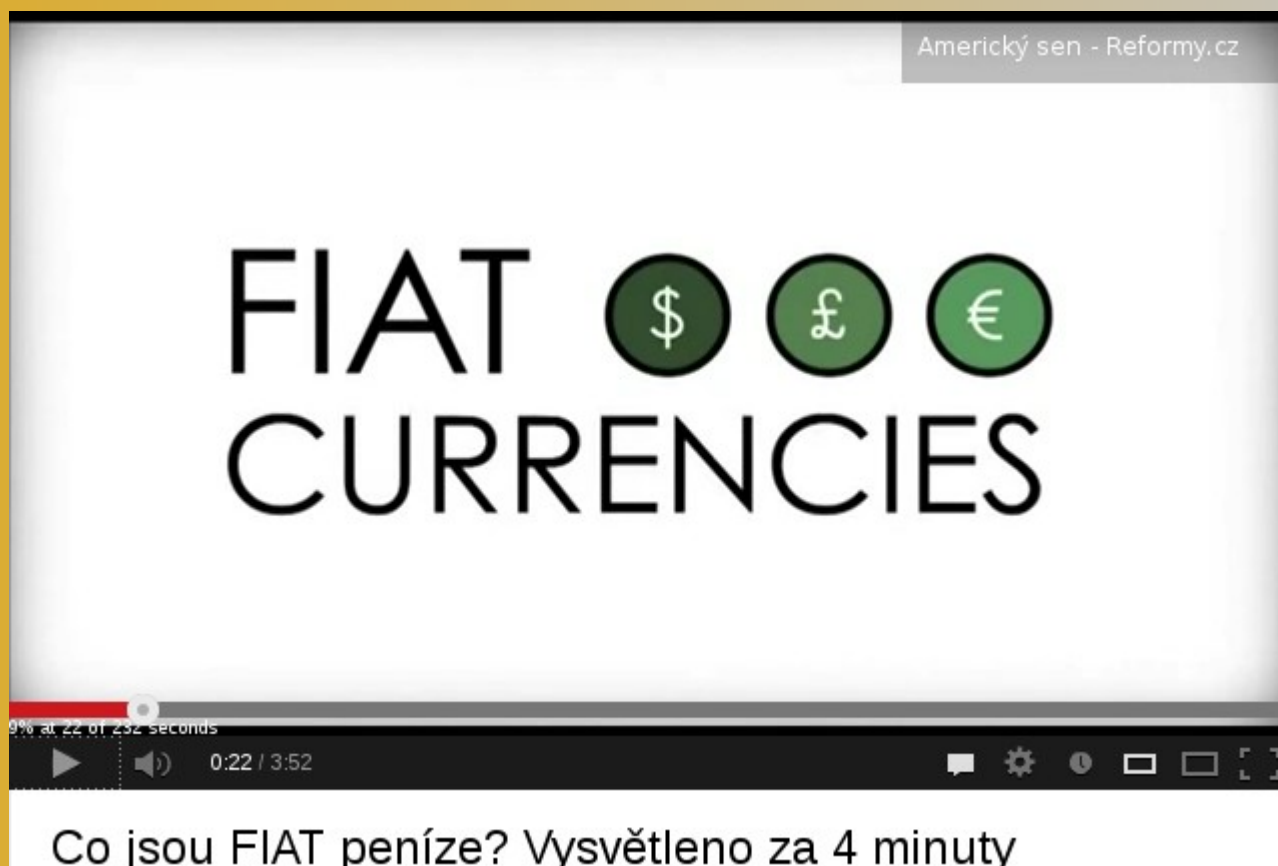 Americký sen - Reformy.cz
FIAT $ £ €
CURRENCIES
9% at 22 of 232 seconds
0:22 / 3:52
Co jsou FIAT peníze? Vysvětleno za 4 minuty